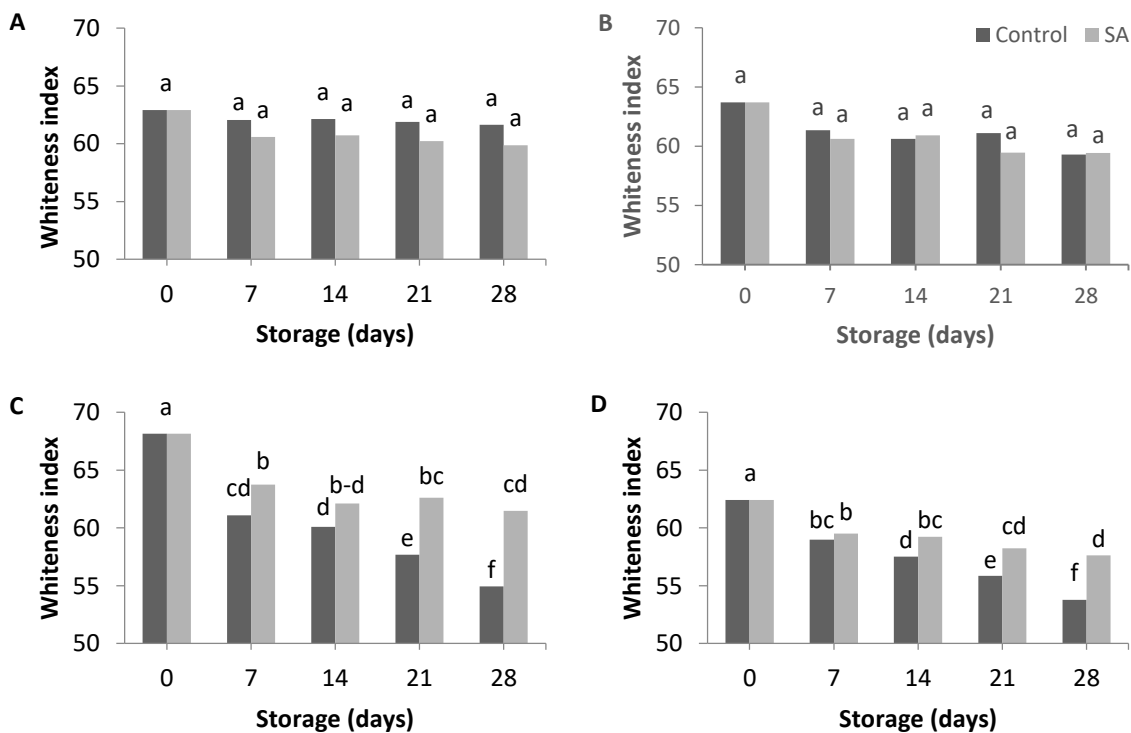 A
Whiteness index
70
65
60
55
50
a
a a
a a
a a
a a
0 7 14 21 28
Storage (days)
B
Control SA
Whiteness index
70
65
60
55
50
a
a a
a a
a a
a a
0 7 14 21 28
Storage (days)
C
Whiteness index
70
65
60
55
50
a
cd b
d b-d
e bc
f cd
0 7 14 21 28
Storage (days)
D
Whiteness index
70
65
60
55
50
a
bc b
d bc
e cd
f d
0 7 14 21 28
Storage (days)